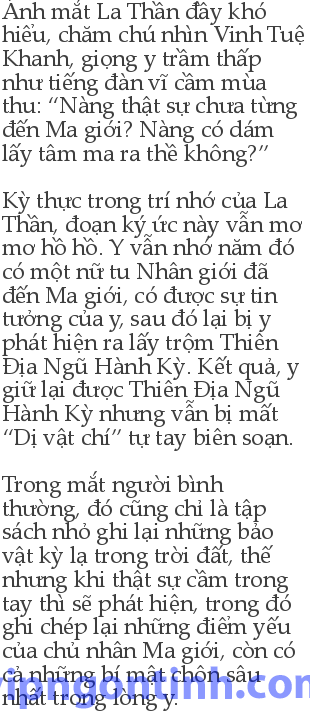 Ánh mắt La Thần đầy khó
hiểu, chăm chú nhìn Vinh Tuệ
Khanh, giọng y trầm thấp
như tiếng đàn vĩ cầm mùa
thu: “Nàng thật sự chưa từng
đến Ma giới? Nàng có dám
lấy tâm ma ra thề không?”
Kỳ thực trong trí nhớ của La
Thần, đoạn ký ức này vẫn mơ
mơ hồ hồ. Y vẫn nhớ năm đó
có một nữ tu Nhân giới đã
đến Ma giới, có được sự tin
tưởng của y, sau đó lại bị y
phát hiện ra lấy trộm Thiên
Địa Ngũ Hành Kỳ. Kết quả, y
giữ lại được Thiên Địa Ngũ
Hành Kỳ nhưng vẫn bị mất
“Dị vật chí” tự tay biên soạn.
Trong mắt người bình
thường, đó cũng chỉ là tập
sách nhỏ ghi lại những bảo
vật kỳ lạ trong trời đất, thế
nhưng khi thật sự cầm trong
tay thì sẽ phát hiện, trong đó
ghi chép lại những điểm yếu
của chủ nhân Ma giới, còn có
cả những bí mật chôn sâu
nhất trong lòng y.
vipngontinh.com